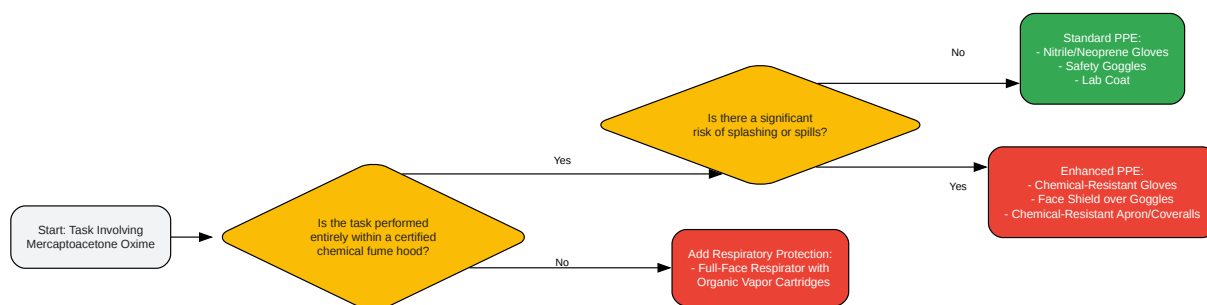 Start: Task Involving
Mercaptoacetone Oxime
Is the task performed
entirely within a certified
chemical fume hood?
Yes
No
Is there a significant
risk of splashing or spills?
No
Yes
Standard PPE:
- Nitrile/Neoprene Gloves
- Safety Goggles
- Lab Coat
Enhanced PPE:
- Chemical-Resistant Gloves
- Face Shield over Goggles
- Chemical-Resistant Apron/Coveralls
Add Respiratory Protection:
- Full-Face Respirator with
Organic Vapor Cartridges